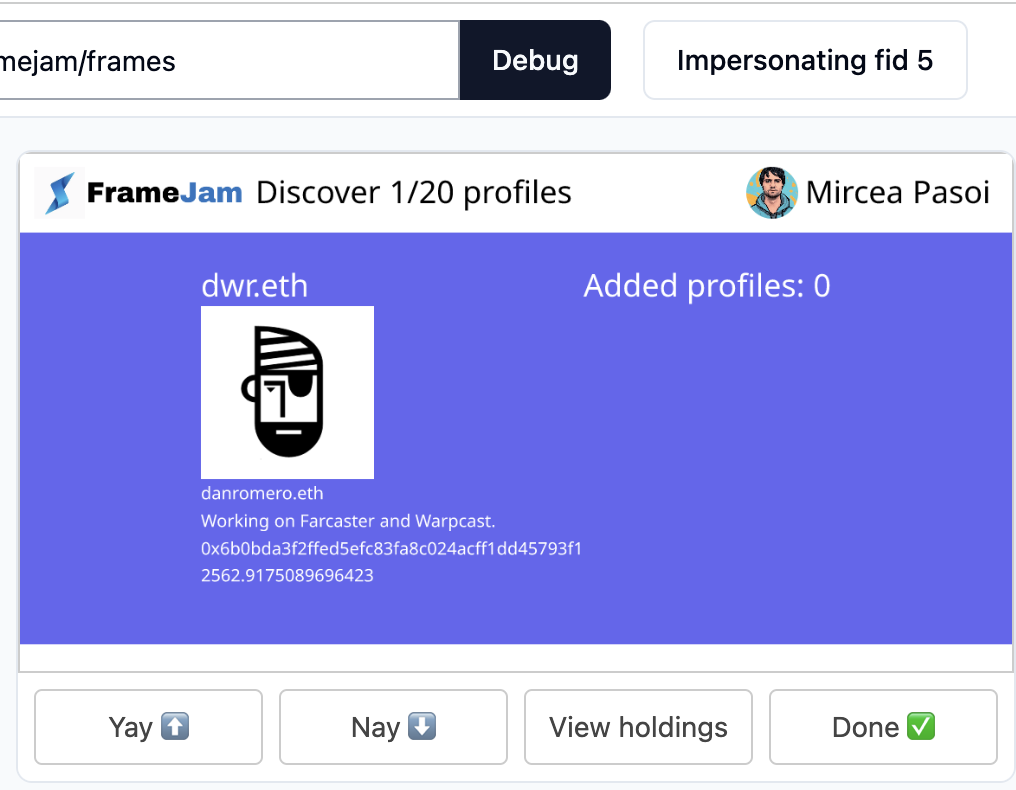 mejam/frames
Debug
Impersonating fid 5
FrameJam Discover 1/20 profiles
Mircea Pasoi
dwr.eth
Added profiles: 0
danromero.eth
Working on Farcaster and Warpcast.
0x6b0bda3f2ffed5efc83fa8c024acff1dd45793f1
2562.9175089696423
Yay ⬆️
Nay ⬇️
View holdings
Done ✅